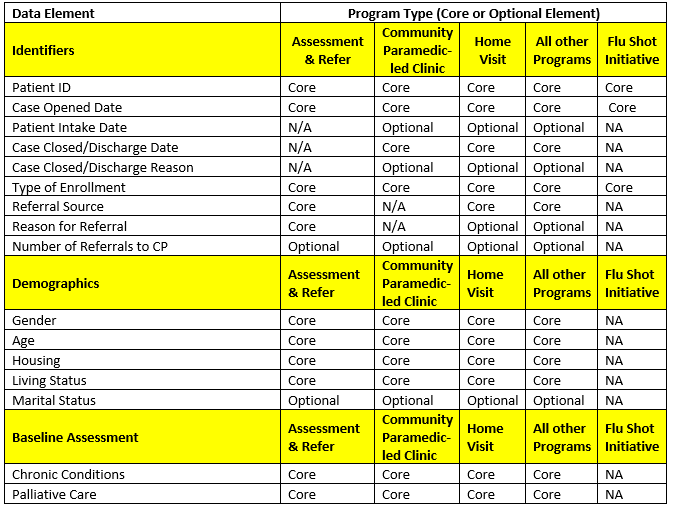 Data Element Program Type (Core or Optional Element)
Identifiers Assessment & Refer Community Paramedic-led Clinic Home Visit All other Programs Flu Shot Initiative
Patient ID Core Core Core Core Core
Case Opened Date Core Core Core Core Core
Patient Intake Date N/A Optional Optional Optional NA
Case Closed/Discharge Date N/A Core Core Core NA
Case Closed/Discharge Reason N/A Optional Optional Optional NA
Type of Enrollment Core Core Core Core Core
Referral Source Core N/A Core Core NA
Reason for Referral Core N/A Optional Optional NA
Number of Referrals to CP Optional Optional Optional Optional NA
Demographics Assessment & Refer Community Paramedic-led Clinic Home Visit All other Programs Flu Shot Initiative
Gender Core Core Core Core NA
Age Core Core Core Core NA
Housing Core Core Core Core NA
Living Status Core Core Core Core NA
Marital Status Optional Optional Optional Optional NA
Baseline Assessment Assessment & Refer Community Paramedic-led Clinic Home Visit All other Programs Flu Shot Initiative
Chronic Conditions Core Core Core Core NA
Palliative Care Core Core Core Core NA